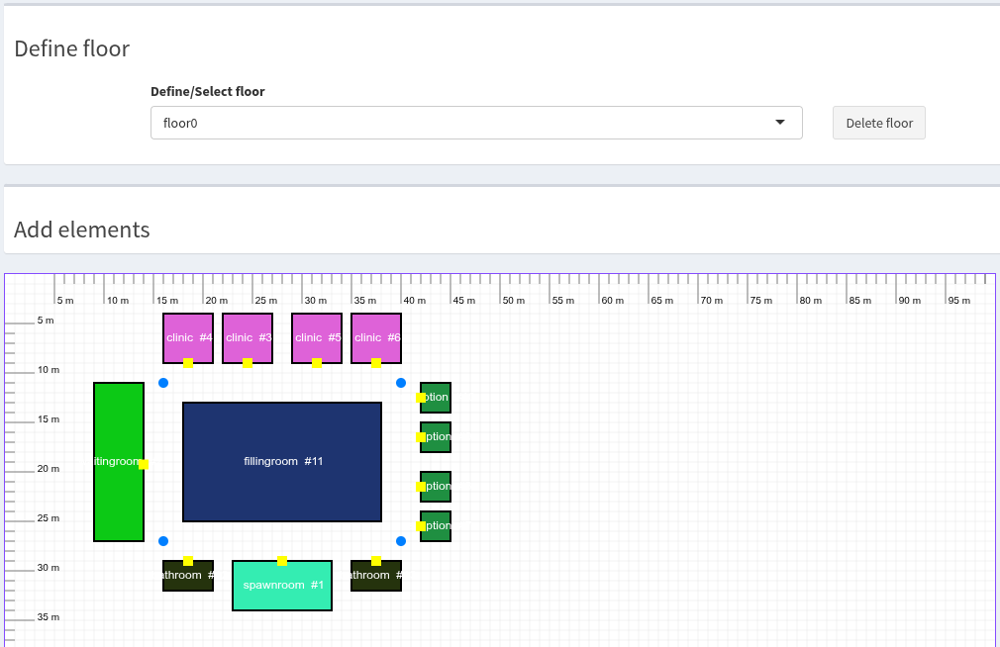 Define floor
Define/Select floor
floor0
Delete floor
Add elements
5 m 10 m 15 m 20 m 25 m 30 m 35 m 40 m 45 m 50 m 55 m 60 m 65 m 70 m 75 m 80 m 85 m 90 m 95 m
5 m
clinic #4 clinic #3 clinic #5 clinic #6
10 m
ption
15 m
ption
itingroom fillingroom #11
20 m
ption
25 m
ption
30 m
throom # throom #
spawnroom #1
35 m